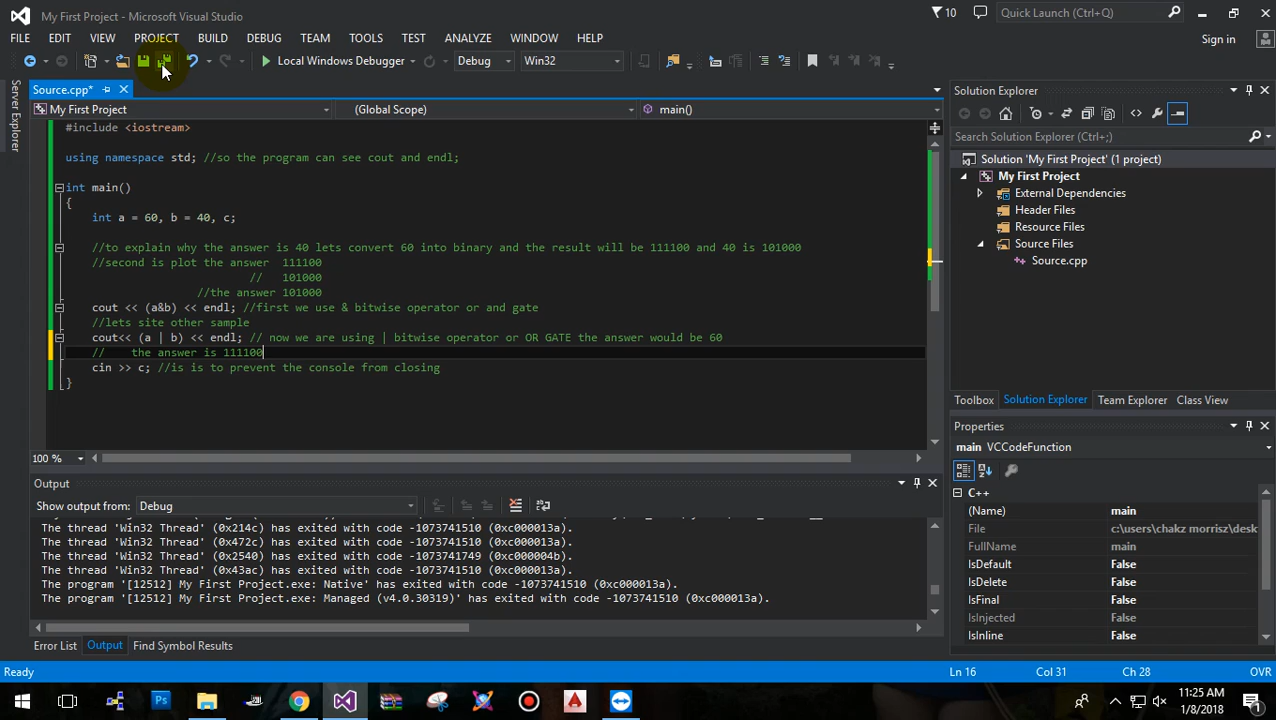 My First Project - Microsoft Visual Studio
10
Quick Launch (Ctrl+Q)
FILE EDIT VIEW PROJECT BUILD DEBUG TEAM TOOLS TEST ANALYZE WINDOW HELP
Sign in
Local Windows Debugger Debug Win32
Server Explorer
Source.cpp*
My First Project (Global Scope) main()
#include <iostream>
using namespace std; //so the program can see cout and endl;
int main()
{
int a = 60, b = 40, c;
//to explain why the answer is 40 lets convert 60 into binary and the result will be 111100 and 40 is 101000
//second is plot the answer 111100
// 101000
//the answer 101000
cout << (a&b) << endl; //first we use & bitwise operator or and gate
//lets site other sample
cout<< (a | b) << endl; // now we are using | bitwise operator or OR GATE the answer would be 60
// the answer is 111100
cin >> c; //is is to prevent the console from closing
}
100 %
Output
Show output from: Debug
The thread 'Win32 Thread' (0x214c) has exited with code -1073741510 (0xc000013a).
The thread 'Win32 Thread' (0x472c) has exited with code -1073741510 (0xc000013a).
The thread 'Win32 Thread' (0x2540) has exited with code -1073741749 (0xc000004b).
The thread 'Win32 Thread' (0x43ac) has exited with code -1073741510 (0xc000013a).
The program '[12512] My First Project.exe: Native' has exited with code -1073741510 (0xc000013a).
The program '[12512] My First Project.exe: Managed (v4.0.30319)' has exited with code -1073741510 (0xc000013a).
Error List Output Find Symbol Results
Solution Explorer
Search Solution Explorer (Ctrl+;)
Solution 'My First Project' (1 project)
My First Project
External Dependencies
Header Files
Resource Files
Source Files
Source.cpp
Toolbox Solution Explorer Team Explorer Class View
Properties
main VCCodeFunction
C++
(Name) main
File c:\users\chakz morrisz\desk
FullName main
IsDefault False
IsDelete False
IsFinal False
IsInjected False
IsInline False
Ready Ln 16 Col 31 Ch 28 OVR
Ps
11:25 AM
1/8/2018